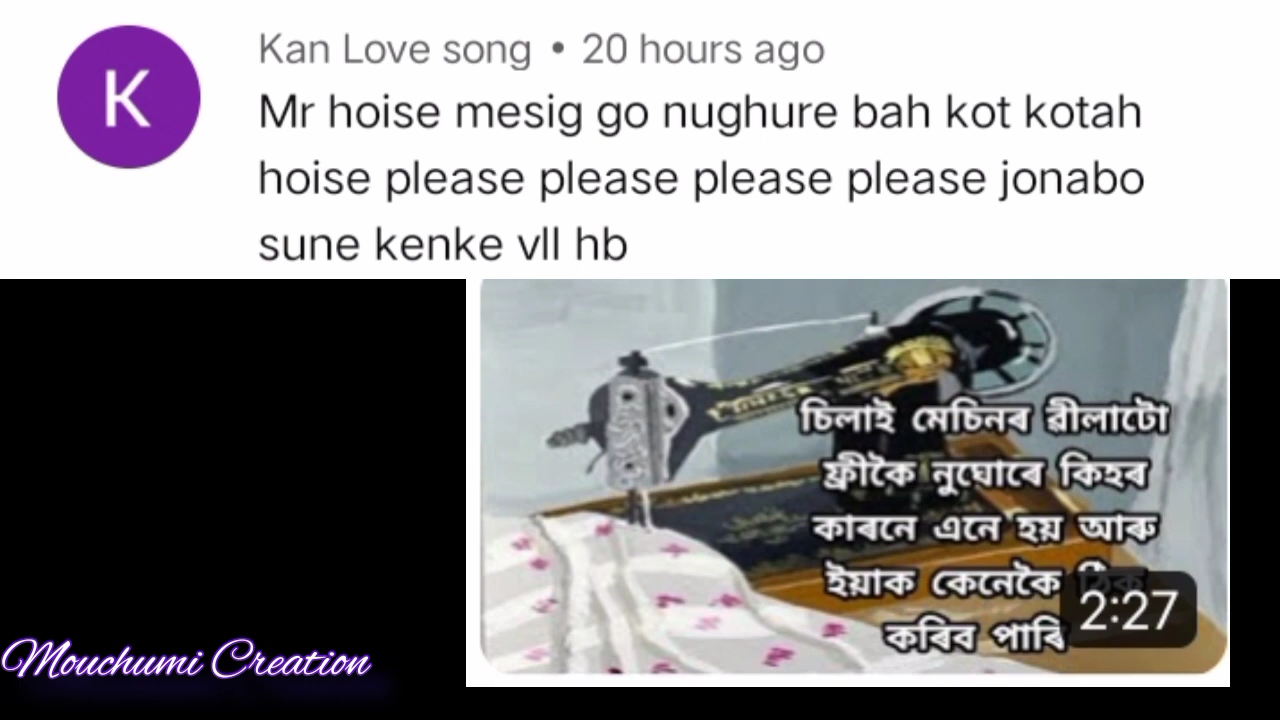 K
Kan Love song • 20 hours ago
Mr hoise mesig go nughure bah kot kotah
hoise please please please please jonabo
sune kenke vll hb
চিলাই মেচিনৰ ৱীলাটো
ফ্ৰীকৈ নুঘোৰে কিহৰ
কাৰনে এনে হয় আৰু
ইয়াক কেনেকৈ ঠিক
কৰিব পাৰি
2:27
Mouchumi Creation